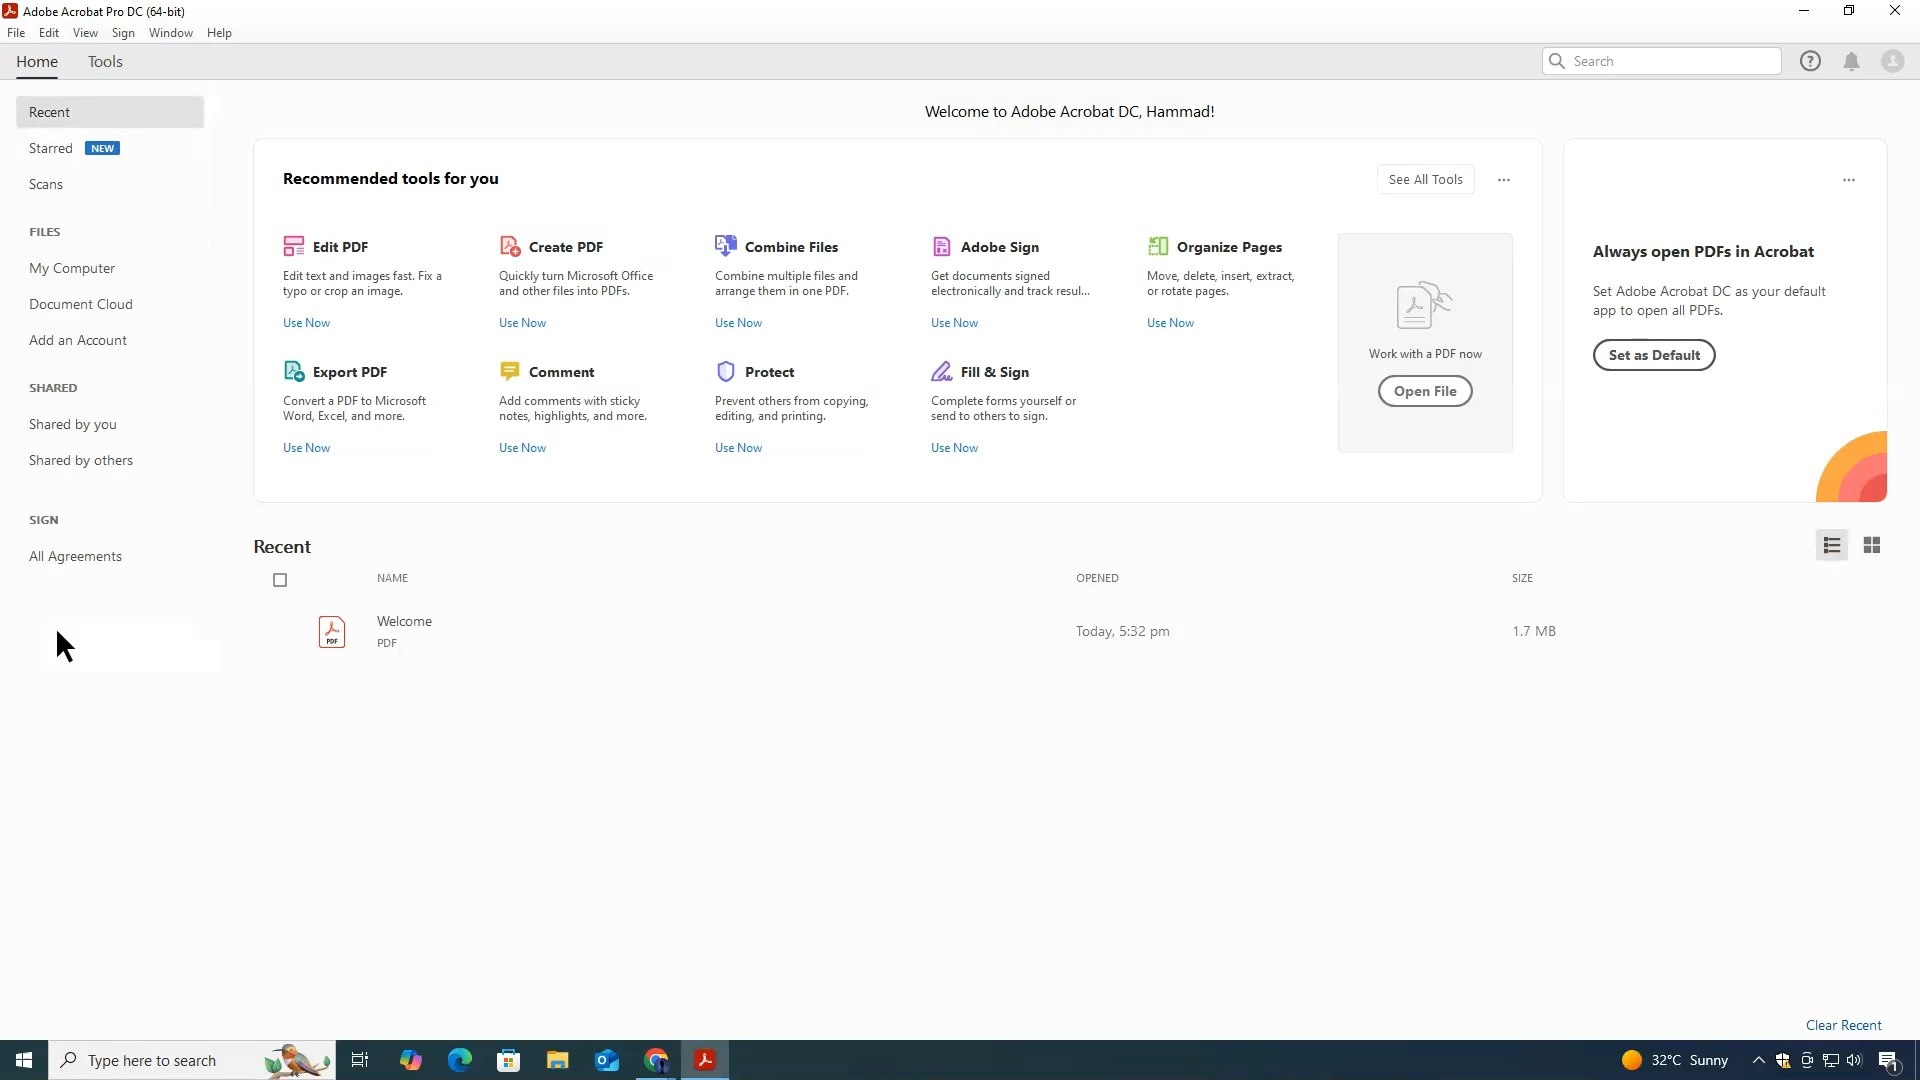 Adobe Acrobat Pro DC (64-bit)
File Edit View Sign Window Help
Home Tools
Search
Recent
Starred NEW
Scans
FILES
My Computer
Document Cloud
Add an Account
SHARED
Shared by you
Shared by others
SIGN
All Agreements
Welcome to Adobe Acrobat DC, Hammad!
Recommended tools for you
See All Tools
Edit PDF
Edit text and images fast. Fix a
typo or crop an image.
Use Now
Create PDF
Quickly turn Microsoft Office
and other files into PDFs.
Use Now
Combine Files
Combine multiple files and
arrange them in one PDF.
Use Now
Adobe Sign
Get documents signed
electronically and track resul...
Use Now
Organize Pages
Move, delete, insert, extract,
or rotate pages.
Use Now
Export PDF
Convert a PDF to Microsoft
Word, Excel, and more.
Use Now
Comment
Add comments with sticky
notes, highlights, and more.
Use Now
Protect
Prevent others from copying,
editing, and printing.
Use Now
Fill & Sign
Complete forms yourself or
send to others to sign.
Use Now
Work with a PDF now
Open File
Always open PDFs in Acrobat
Set Adobe Acrobat DC as your default
app to open all PDFs.
Set as Default
Recent
NAME OPENED SIZE
PDF
Welcome
PDF
Today, 5:32 pm
1.7 MB
Clear Recent
Type here to search
32°C Sunny
1